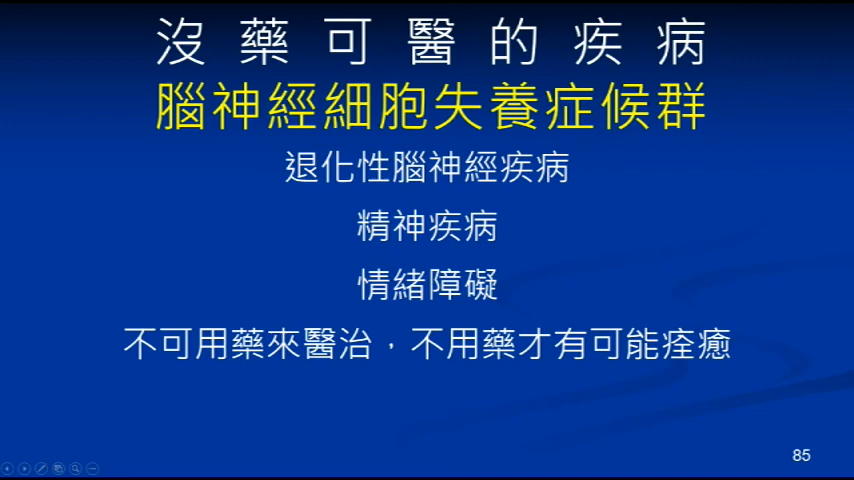 沒藥可醫的疾病
腦神經細胞失養症候群
退化性腦神經疾病
精神疾病
情緒障礙
不可用藥來醫治，不用藥才有可能痊癒
85